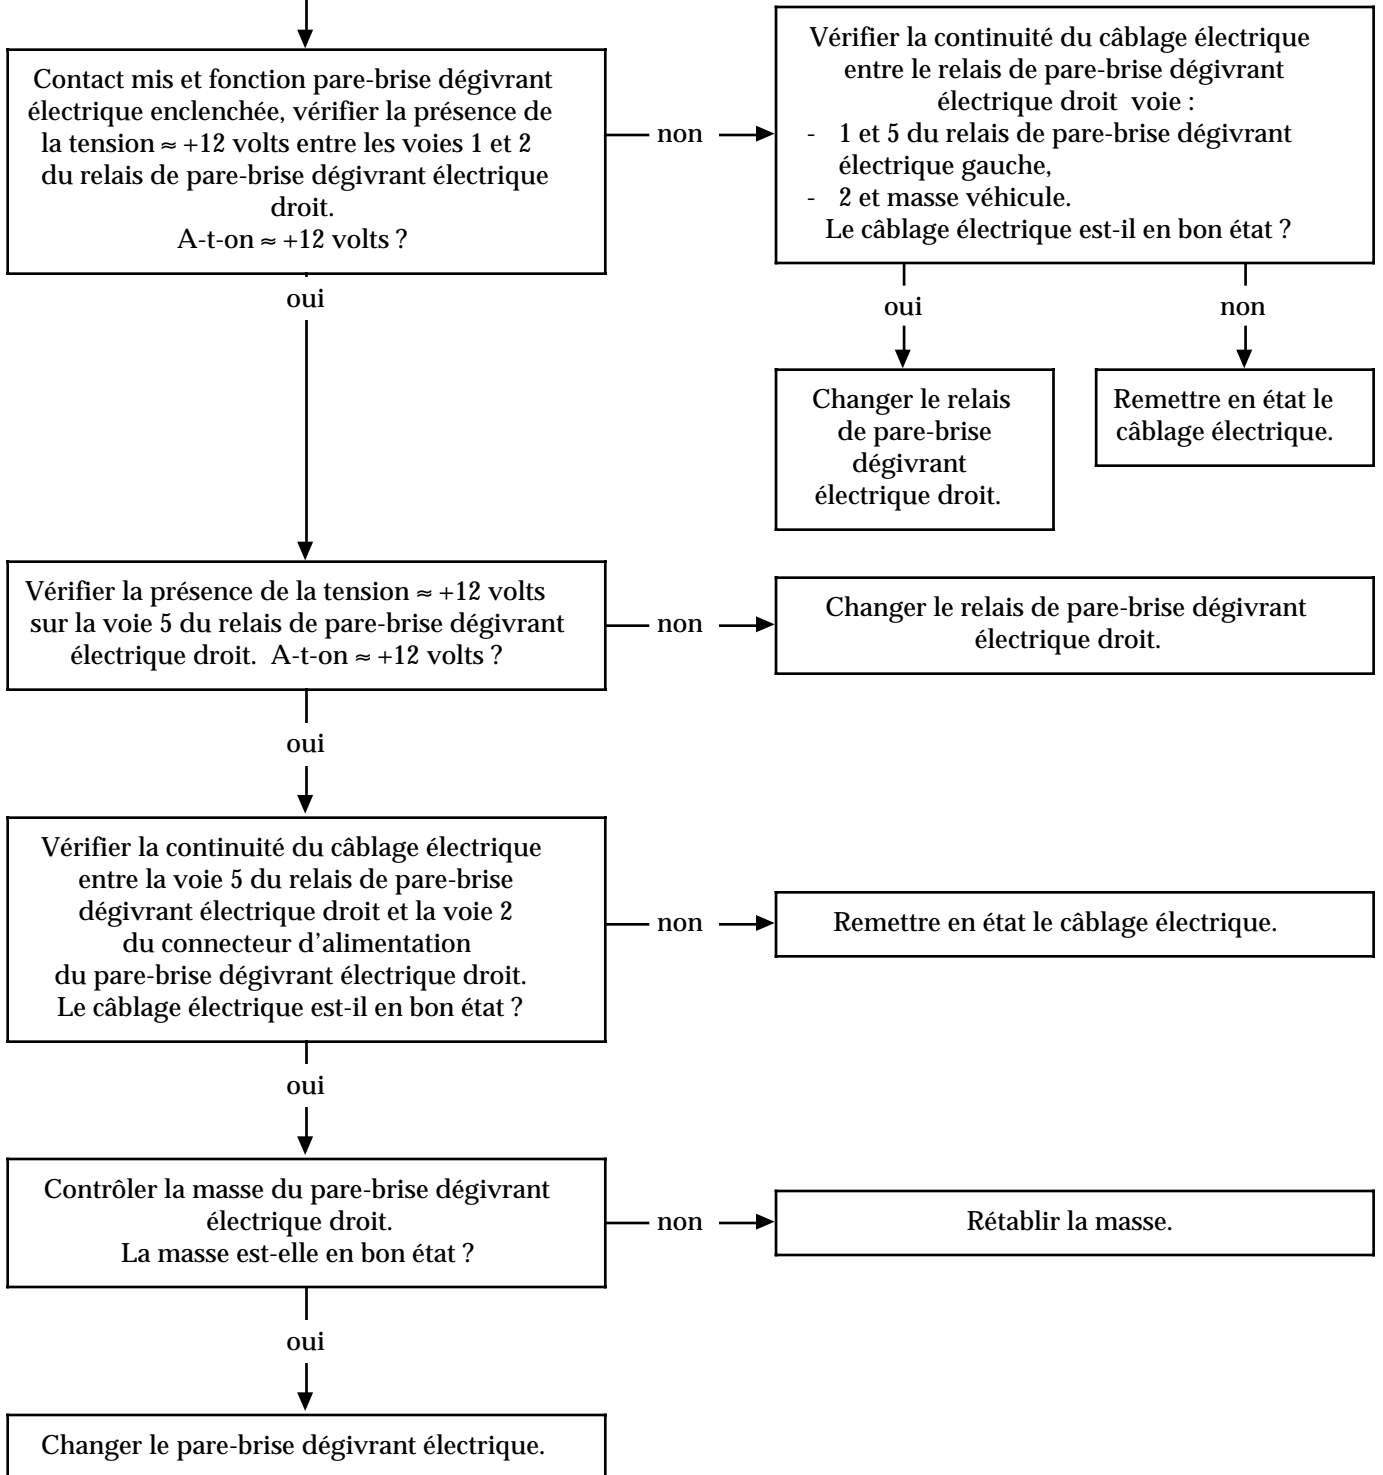 Contact mis et fonction pare-brise dégivrant
électrique enclenchée, vérifier la présence de
la tension ≈ +12 volts entre les voies 1 et 2
du relais de pare-brise dégivrant électrique
droit.
A-t-on ≈ +12 volts ?
non
Vérifier la continuité du câblage électrique
entre le relais de pare-brise dégivrant
électrique droit voie :
- 1 et 5 du relais de pare-brise dégivrant
électrique gauche,
- 2 et masse véhicule.
Le câblage électrique est-il en bon état ?
oui
oui
non
Changer le relais
de pare-brise
dégivrant
électrique droit.
Remettre en état le
câblage électrique.
Vérifier la présence de la tension ≈ +12 volts
sur la voie 5 du relais de pare-brise dégivrant
électrique droit. A-t-on ≈ +12 volts ?
non
Changer le relais de pare-brise dégivrant
électrique droit.
oui
Vérifier la continuité du câblage électrique
entre la voie 5 du relais de pare-brise
dégivrant électrique droit et la voie 2
du connecteur d'alimentation
du pare-brise dégivrant électrique droit.
Le câblage électrique est-il en bon état ?
non
Remettre en état le câblage électrique.
oui
Contrôler la masse du pare-brise dégivrant
électrique droit.
La masse est-elle en bon état ?
non
Rétablir la masse.
oui
Changer le pare-brise dégivrant électrique.